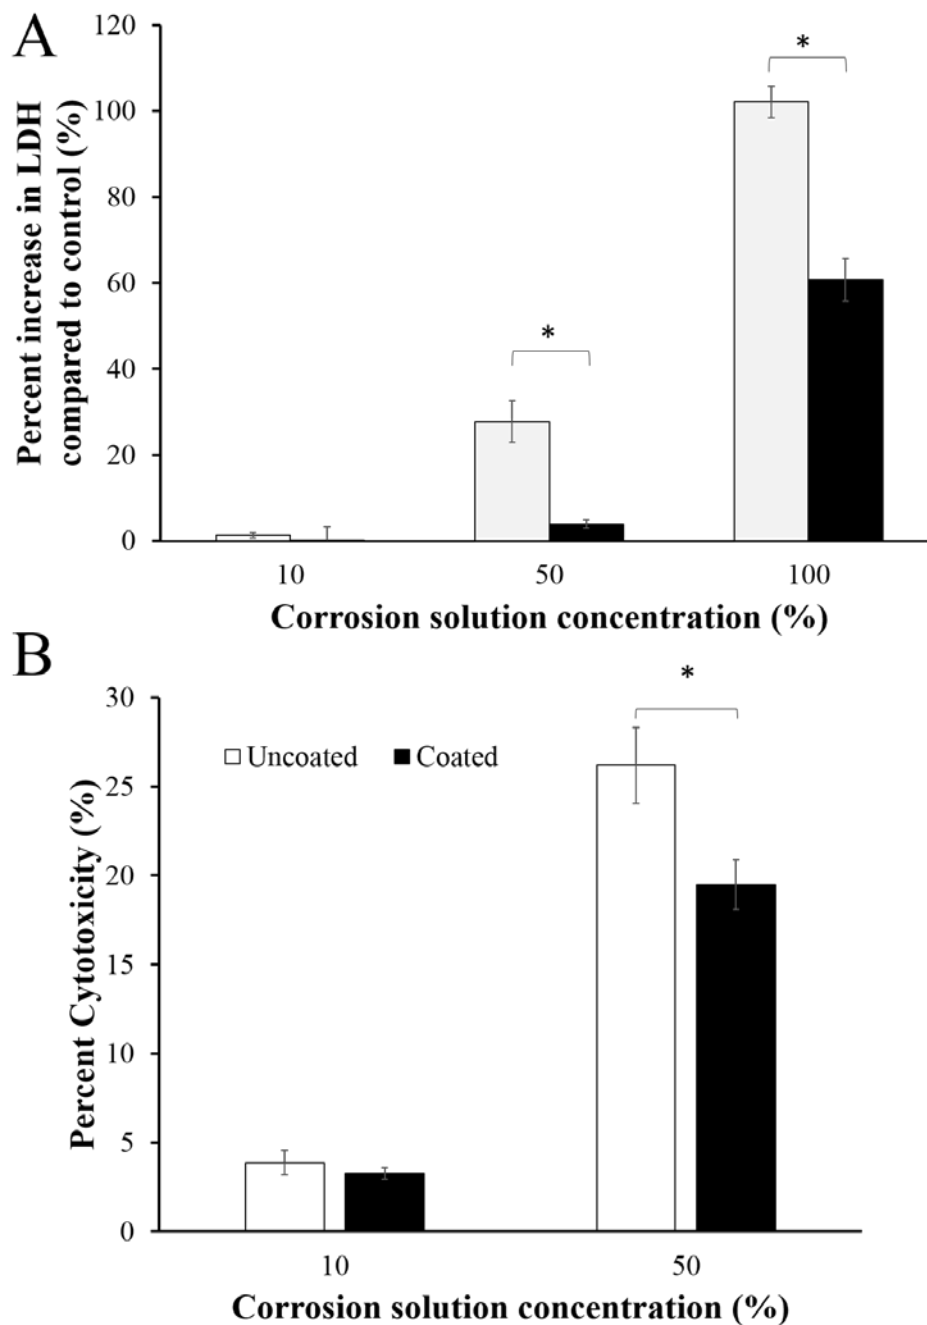 A
Percent increase in LDH
compared to control (%)
120
100
80
60
40
20
0
*
*
10 50 100
Corrosion solution concentration (%)
B
Percent Cytotoxicity (%)
30
25
20
15
10
5
0
*
Uncoated Coated
10 50
Corrosion solution concentration (%)